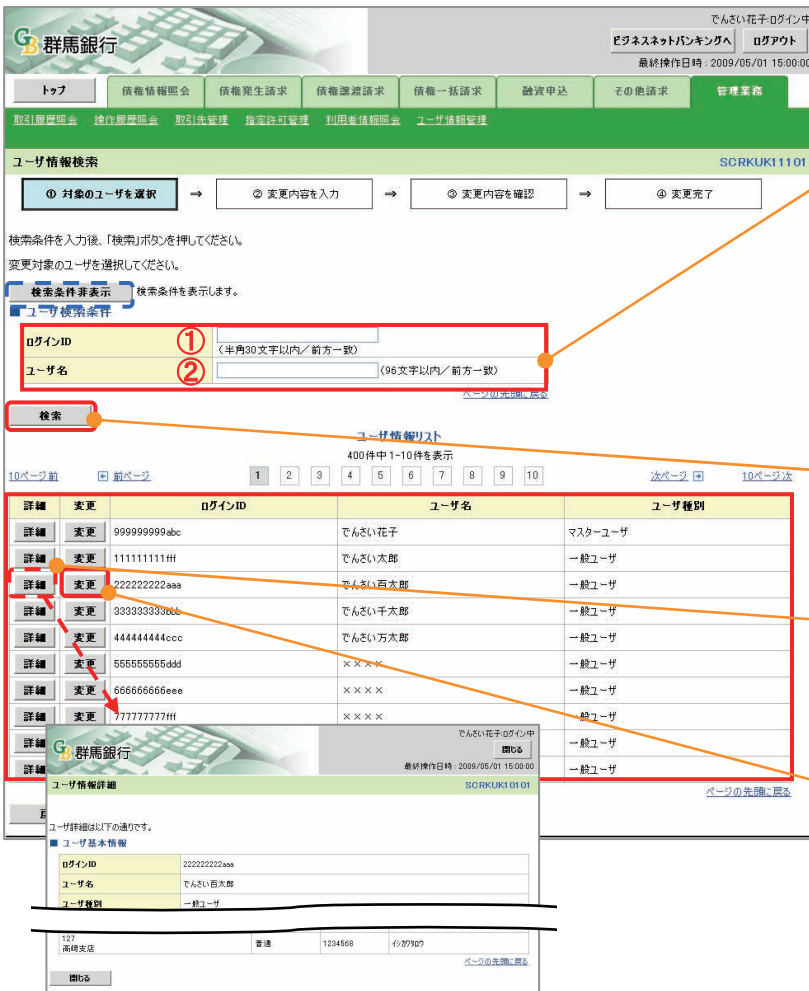 でんさい花子:ログイン中
群馬銀行
ビジネスネットバンキングへ ログアウト
最終操作日時:2009/05/01 15:00:00
トップ 債権情報照会 債権発生請求 債権譲渡請求 債権一括請求 融資申込 その他請求 管理業務
取引履歴照会 操作履歴照会 取引先管理 指定許可管理 利用者情報照会 ユーザ情報管理
ユーザ情報検索 SCRKUK11101
① 対象のユーザを選択 ⇒ ② 変更内容を入力 ⇒ ③ 変更内容を確認 ⇒ ④ 変更完了
検索条件を入力後、「検索」ボタンを押してください。
変更対象のユーザを選択してください。
検索条件非表示 検索条件を表示します。
■ ユーザ検索条件
ログインID ①
(半角30文字以内/前方一致)
ユーザ名 ② (96文字以内/前方一致)
ページの先頭に戻る
検索
ユーザ情報リスト
400件中 1-10件を表示
10ページ前 前ページ 1 2 3 4 5 6 7 8 9 10 次ページ 10ページ次
詳細 変更 ログインID ユーザ名 ユーザ種別
詳細 変更 999999999abc でんさい花子 マスターユーザ
詳細 変更 111111111fff でんさい太郎 一般ユーザ
詳細 変更 222222222aaa でんさい百太郎 一般ユーザ
詳細 変更 333333333bbb でんさい千太郎 一般ユーザ
詳細 変更 444444444ccc でんさい万太郎 一般ユーザ
詳細 変更 555555555ddd ×××× 一般ユーザ
詳細 変更 666666666eee ×××× 一般ユーザ
詳細 変更 777777777fff ×××× 一般ユーザ
詳細 一般ユーザ
詳細 一般ユーザ
ページの先頭に戻る
でんさい花子:ログイン中
群馬銀行
閉じる
最終操作日時:2009/05/01 15:00:00
ユーザ情報詳細 SCRKUK10101
ユーザ詳細は以下の通りです。
■ ユーザ基本情報
ログインID 222222222aaa
ユーザ名 でんさい百太郎
ユーザ種別 一般ユーザ
127
高崎支店 普通 1234568 イシカワタロウ
ページの先頭に戻る
閉じる